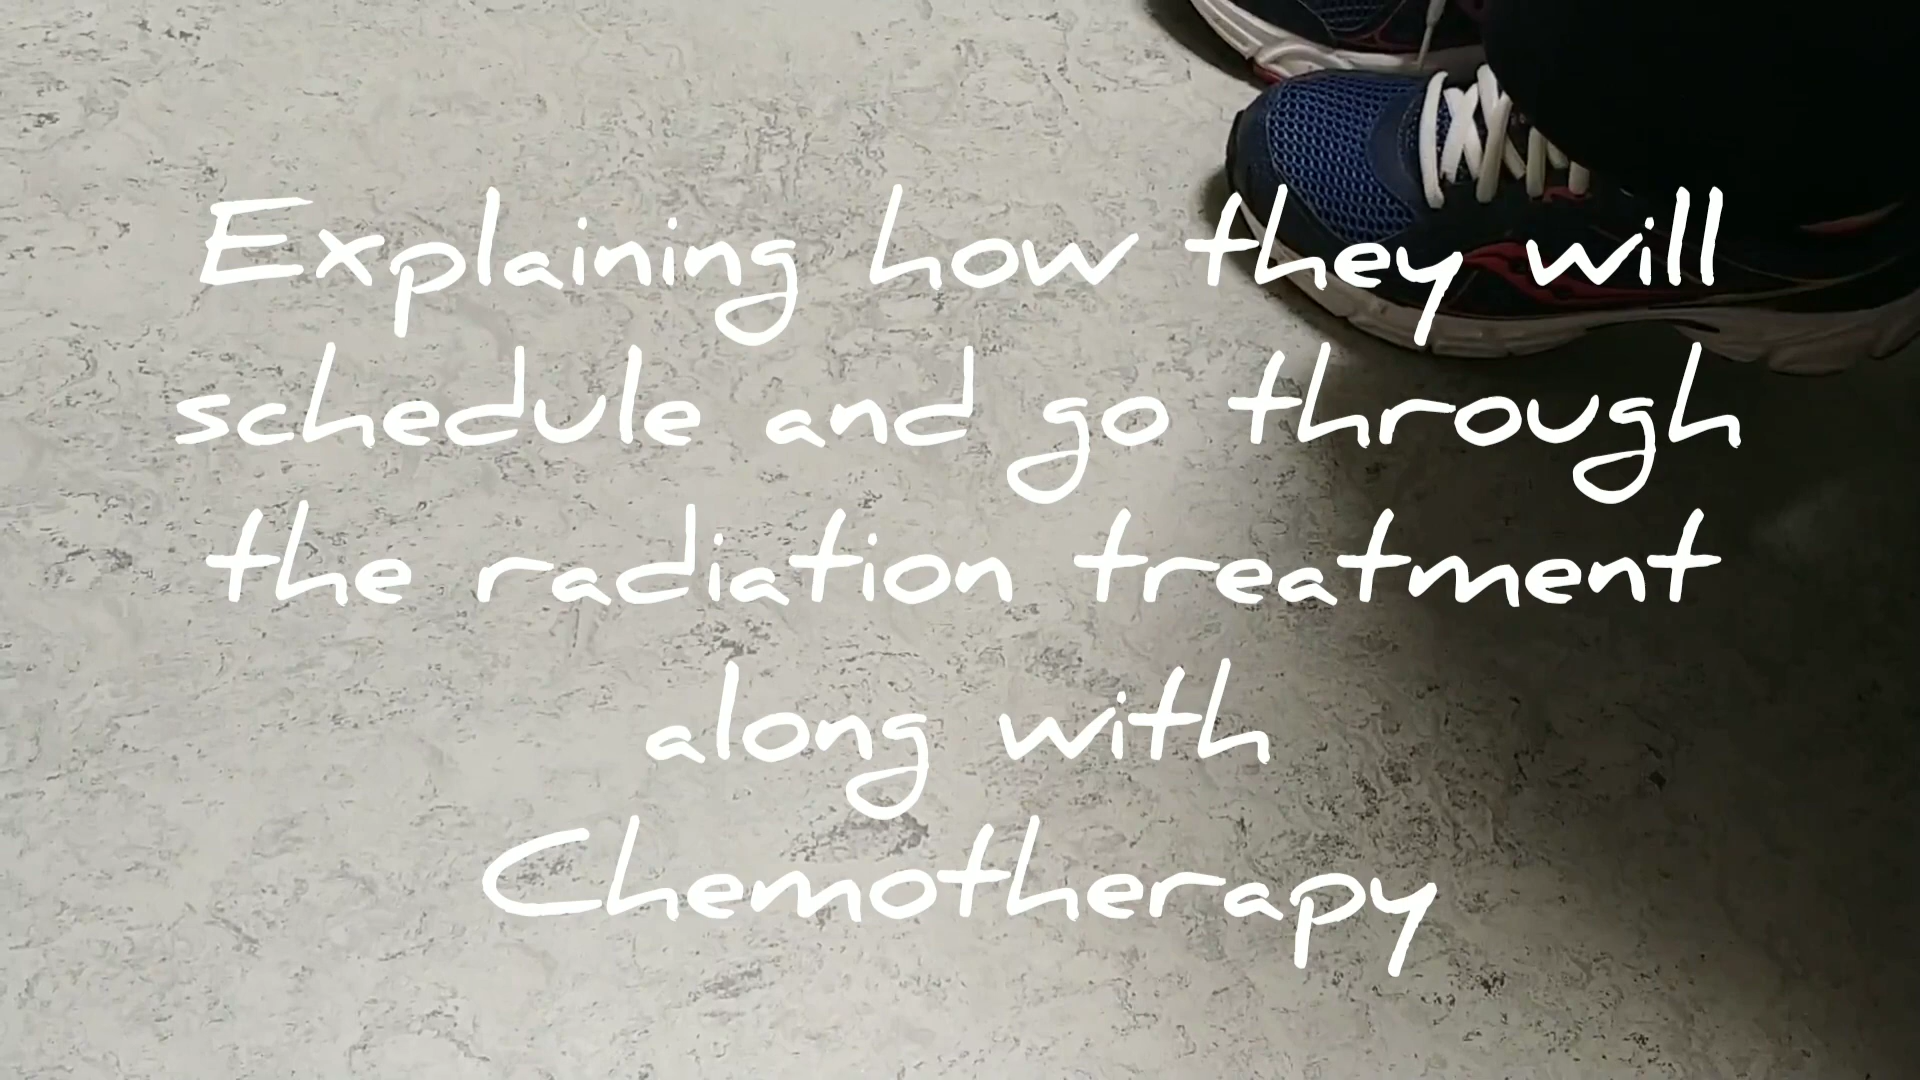 Explaining how they will
schedule and go through
the radiation treatment
along with
Chemotherapy